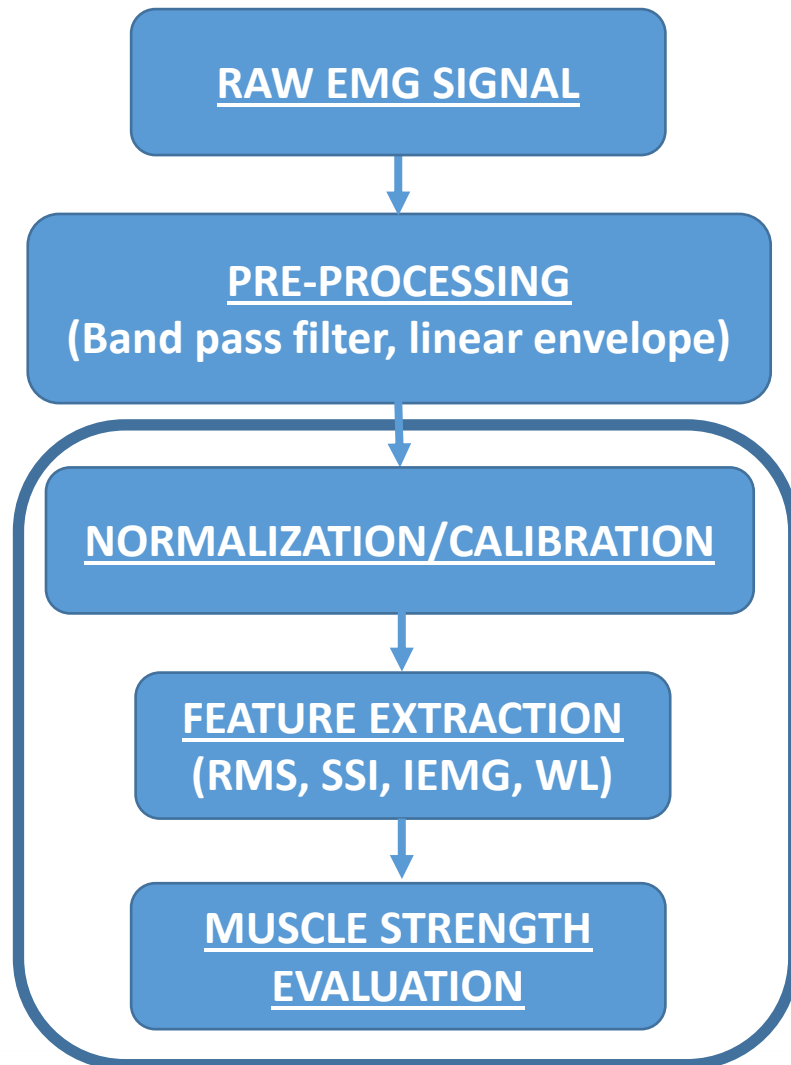 RAW EMG SIGNAL
PRE-PROCESSING
(Band pass filter, linear envelope)
NORMALIZATION/CALIBRATION
FEATURE EXTRACTION
(RMS, SSI, IEMG, WL)
MUSCLE STRENGTH
EVALUATION